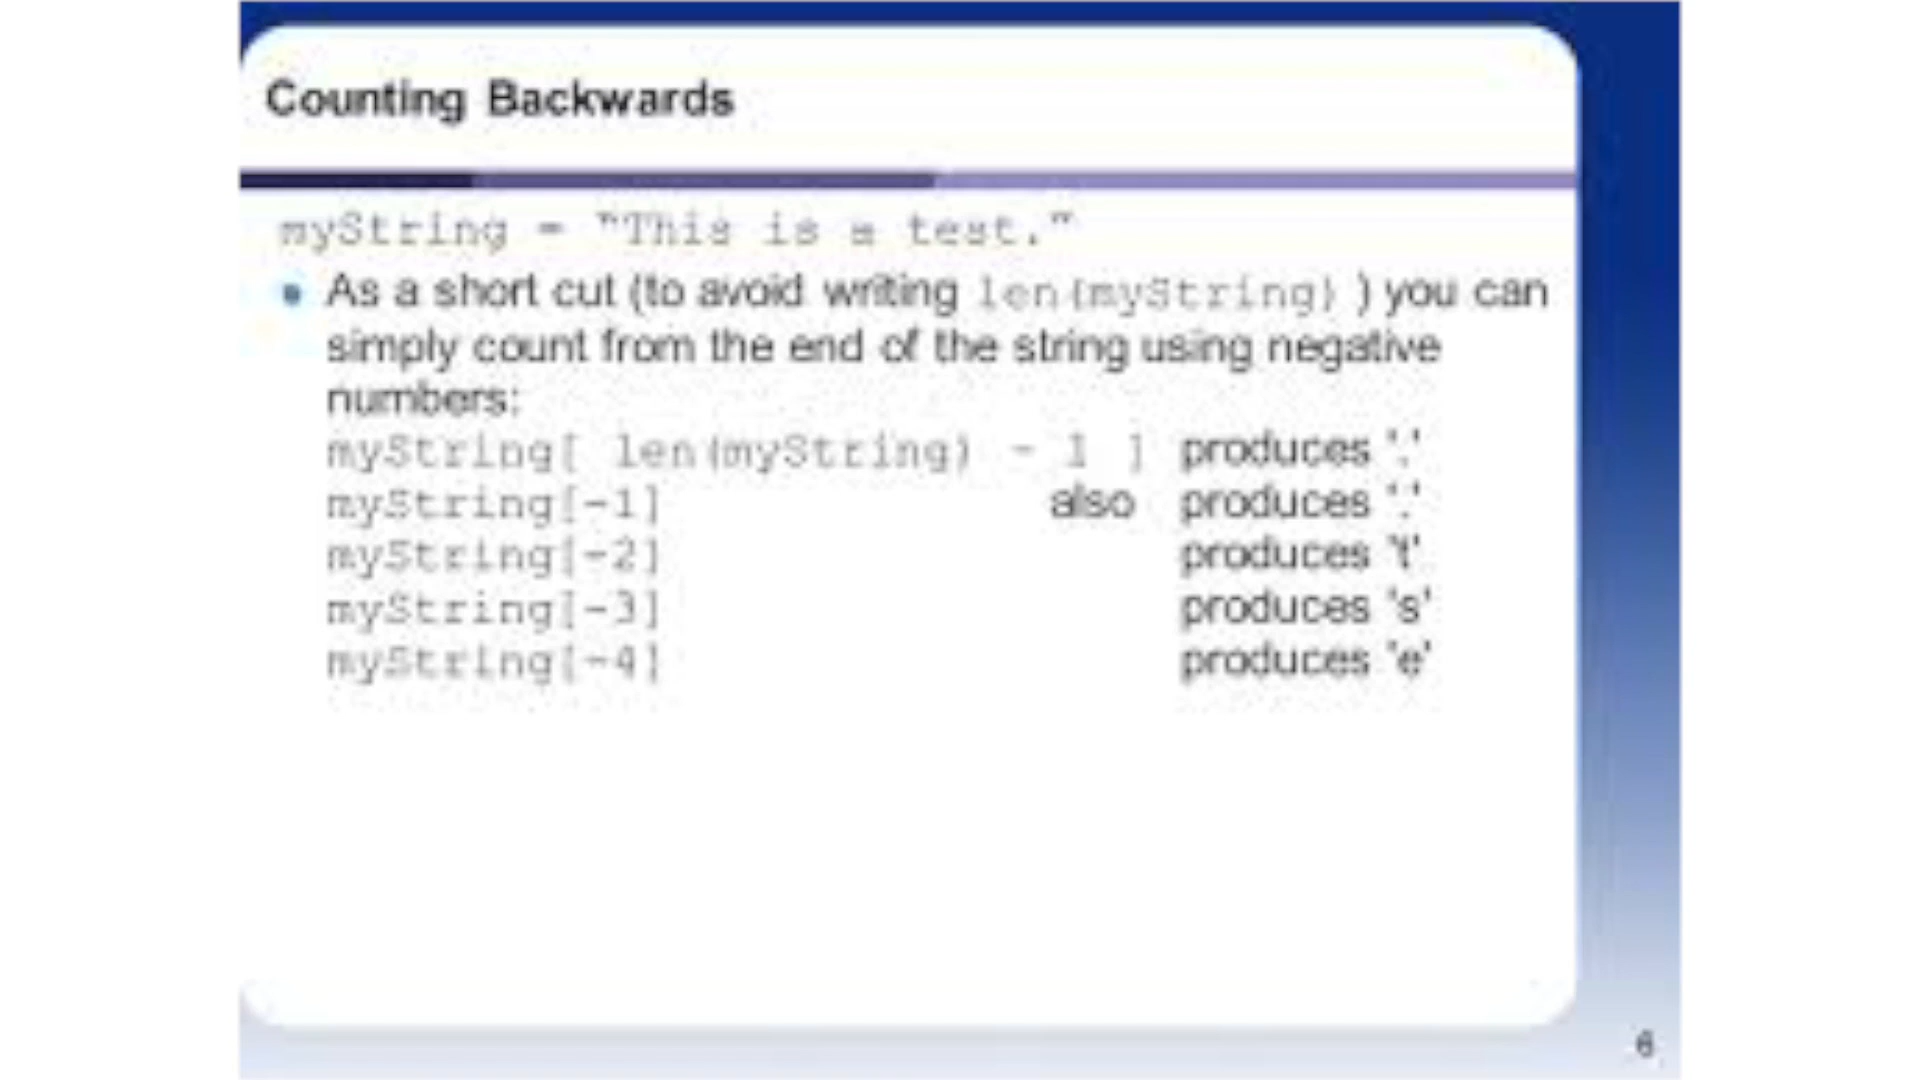 Counting Backwards
myString = "This is a test."
• As a short cut (to avoid writing len(myString) ) you can
simply count from the end of the string using negative
numbers:
myString[ len(myString) - 1 ] produces '.'
myString[-1] also produces '.'
myString[-2] produces 't'
myString[-3] produces 's'
myString[-4] produces 'e'
6